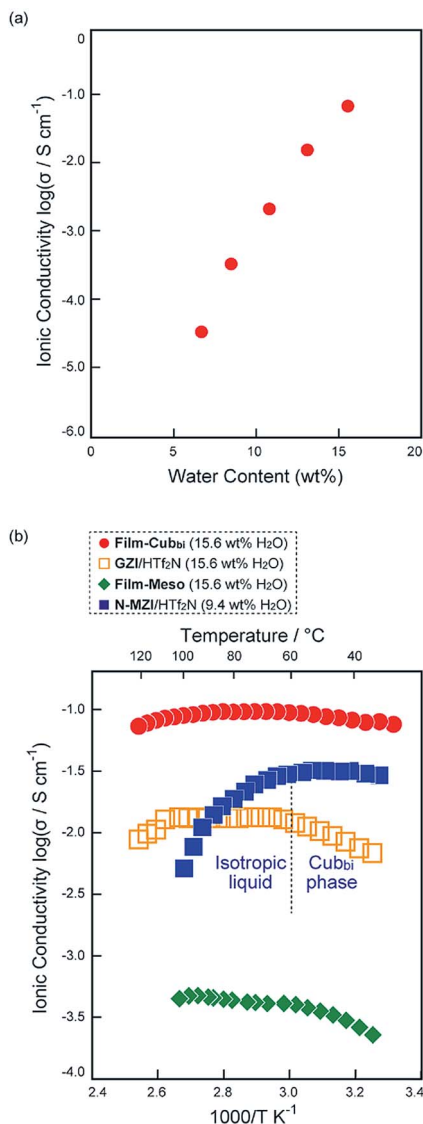 (a)
Ionic Conductivity log(σ / S cm⁻¹)
0
-1.0
-2.0
-3.0
-4.0
-5.0
-6.0
0 5 10 15 20
Water Content (wt%)
(b)
Film-Cubbi (15.6 wt% H₂O)
GZI/HTf₂N (15.6 wt% H₂O)
Film-Meso (15.6 wt% H₂O)
N-MZI/HTf₂N (9.4 wt% H₂O)
Temperature / °C
120 100 80 60 40
Ionic Conductivity log(σ / S cm⁻¹)
-1.0
-1.5
-2.0
-2.5
-3.0
-3.5
-4.0
Isotropic
liquid
Cubbi
phase
2.4 2.6 2.8 3.0 3.2 3.4
1000/T K⁻¹